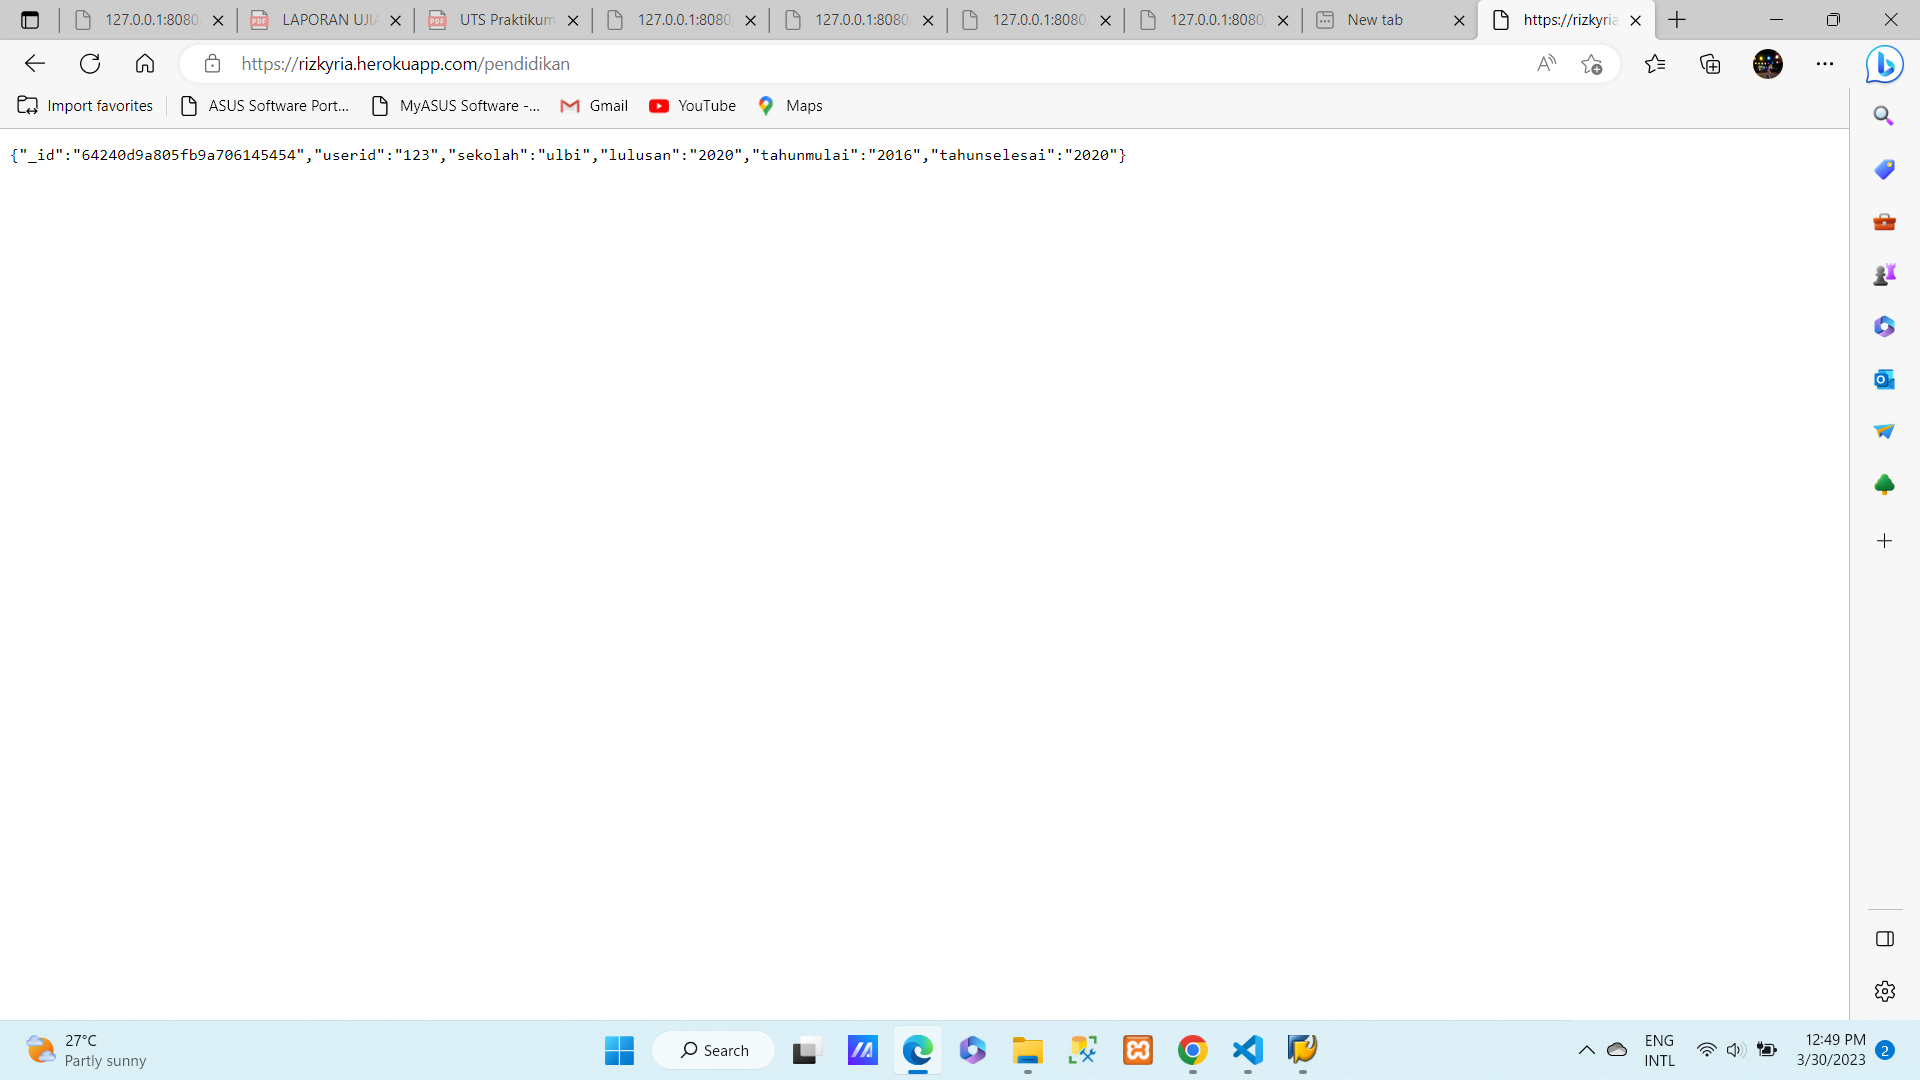 127.0.0.1:8080/
LAPORAN UJIA
UTS Praktikum
127.0.0.1:8080/
127.0.0.1:8080/
127.0.0.1:8080/
127.0.0.1:8080/
New tab
https://rizkyria
https://rizkyria.herokuapp.com/pendidikan
Import favorites
ASUS Software Port...
MyASUS Software -...
Gmail
YouTube
Maps
{"_id":"64240d9a805fb9a706145454","userid":"123","sekolah":"ulbi","lulusan":"2020","tahunmulai":"2016","tahunselesai":"2020"}
27°C
Partly sunny
Search
ENG
INTL
12:49 PM
3/30/2023
2